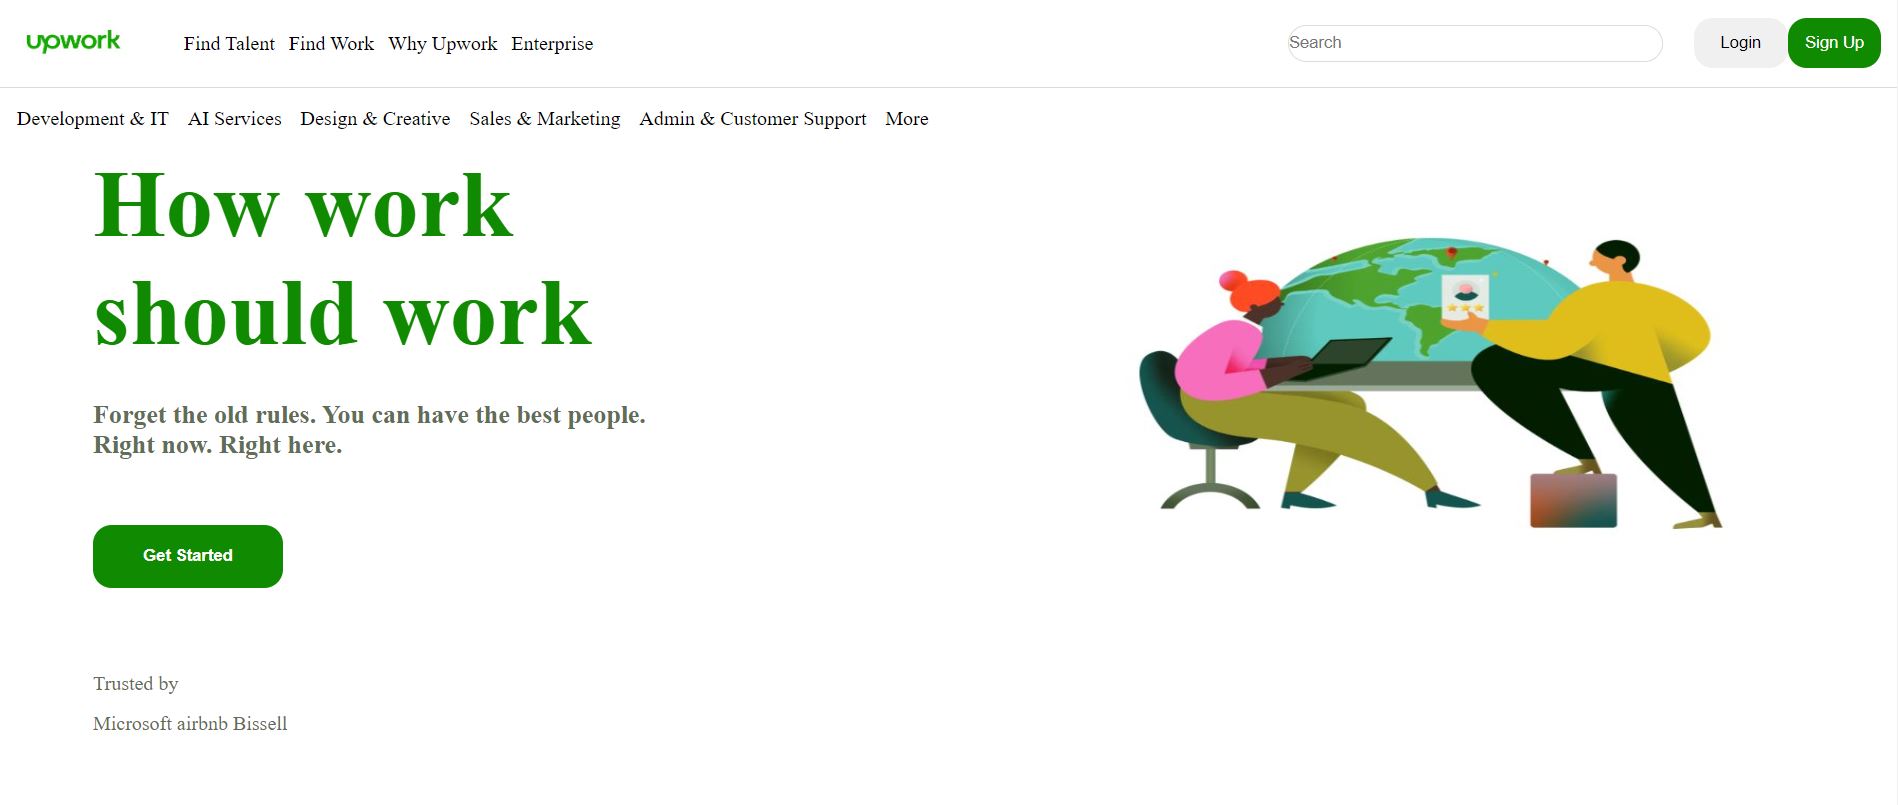 upwork Find Talent Find Work Why Upwork Enterprise Search Login Sign Up
Development & IT AI Services Design & Creative Sales & Marketing Admin & Customer Support More
How work
should work
Forget the old rules. You can have the best people.
Right now. Right here.
Get Started
Trusted by
Microsoft airbnb Bissell